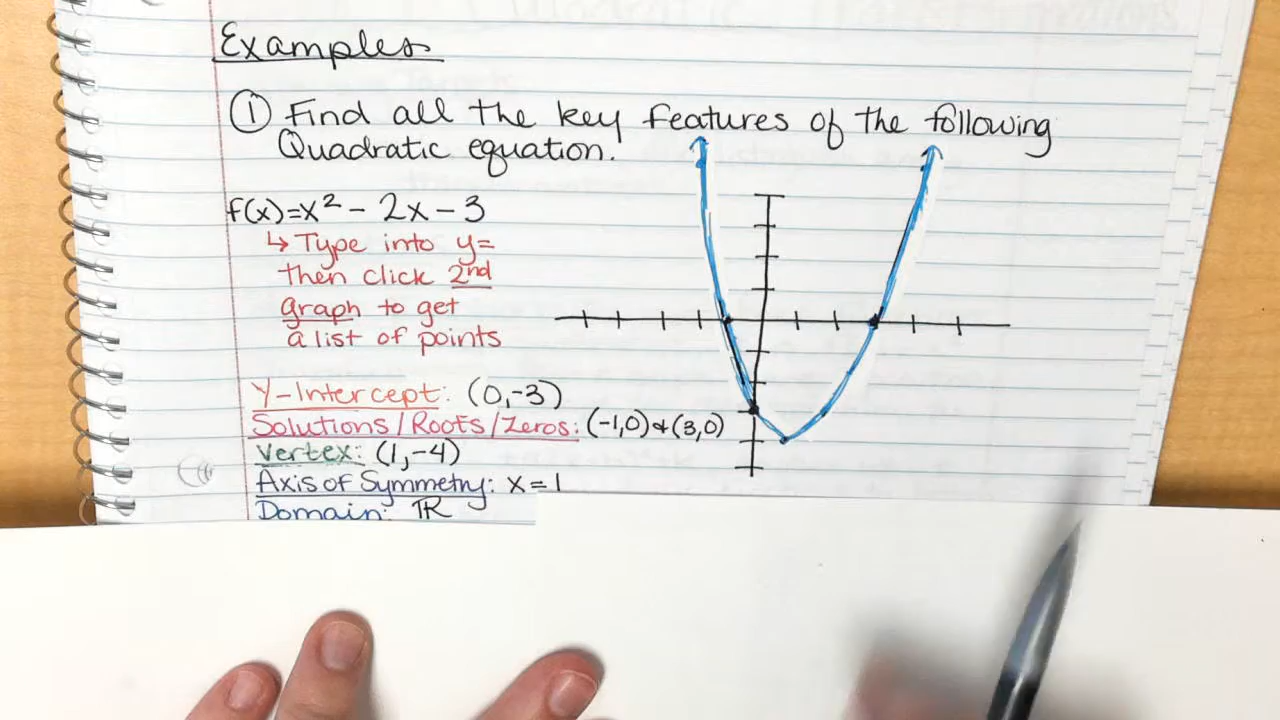 Examples
① Find all the key features of the following
Quadratic equation.
f(x)=x² - 2x - 3
↳ Type into y=
then click 2nd
graph to get
a list of points
Y-Intercept: (0,-3)
Solutions/Roots/Zeros: (-1,0) & (3,0)
Vertex: (1,-4)
Axis of Symmetry: x = 1
Domain: ℝ